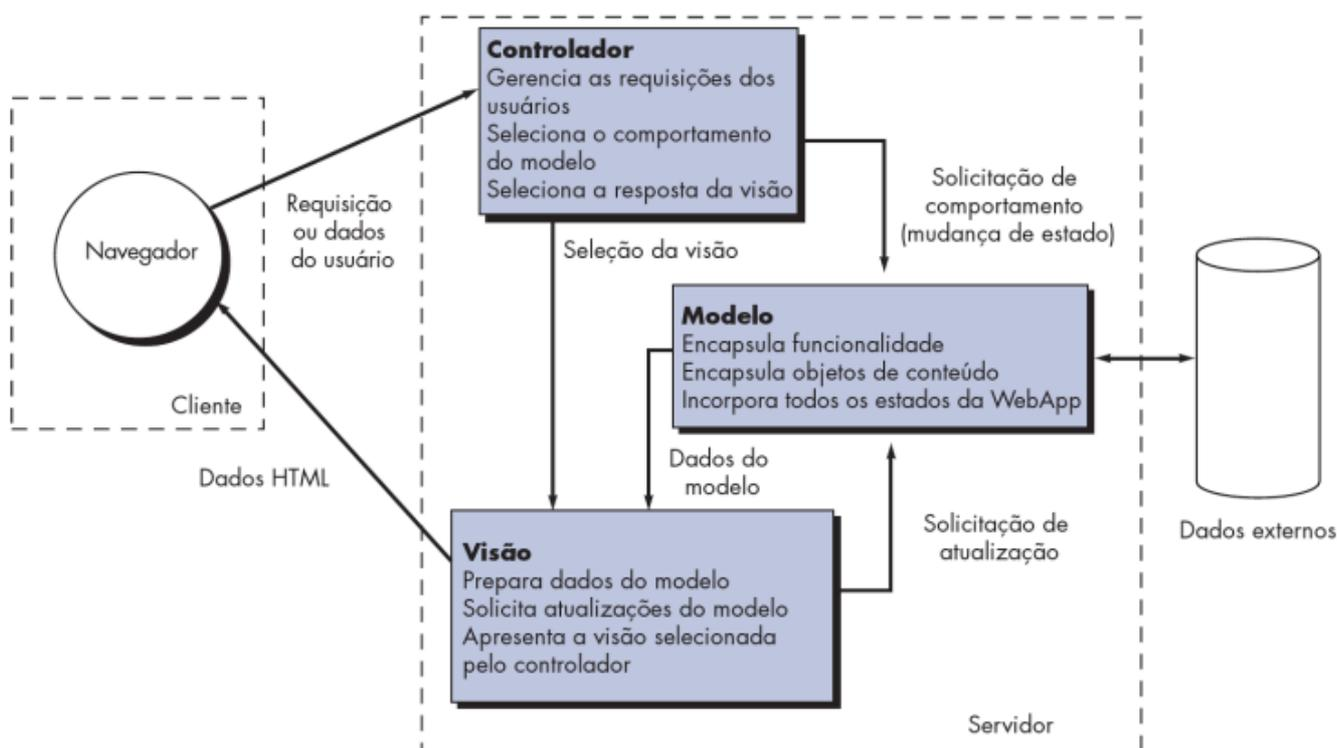 Controlador
Gerencia as requisições dos
usuários
Seleciona o comportamento
do modelo
Seleciona a resposta da visão
Navegador
Requisição
ou dados
do usuário
Cliente
Seleção da visão
Solicitação de
comportamento
(mudança de estado)
Modelo
Encapsula funcionalidade
Encapsula objetos de conteúdo
Incorpora todos os estados da WebApp
Dados HTML
Dados do
modelo
Solicitação de
atualização
Dados externos
Visão
Prepara dados do modelo
Solicita atualizações do modelo
Apresenta a visão selecionada
pelo controlador
Servidor